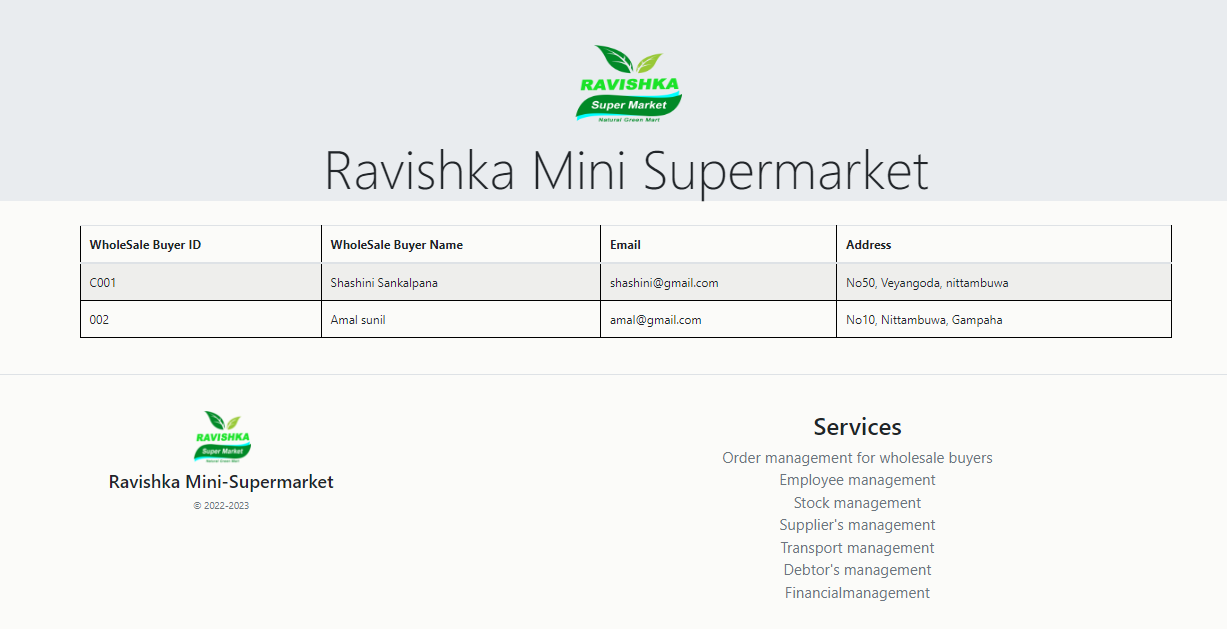 RAVISHKA
Super Market
Natural Green Mart
Ravishka Mini Supermarket
WholeSale Buyer ID WholeSale Buyer Name Email Address
C001 Shashini Sankalpana shashini@gmail.com No50, Veyangoda, nittambuwa
002 Amal sunil amal@gmail.com No10, Nittambuwa, Gampaha
RAVISHKA
Super Market
Natural Green Mart
Ravishka Mini-Supermarket
© 2022-2023
Services
Order management for wholesale buyers
Employee management
Stock management
Supplier's management
Transport management
Debtor's management
Financialmanagement